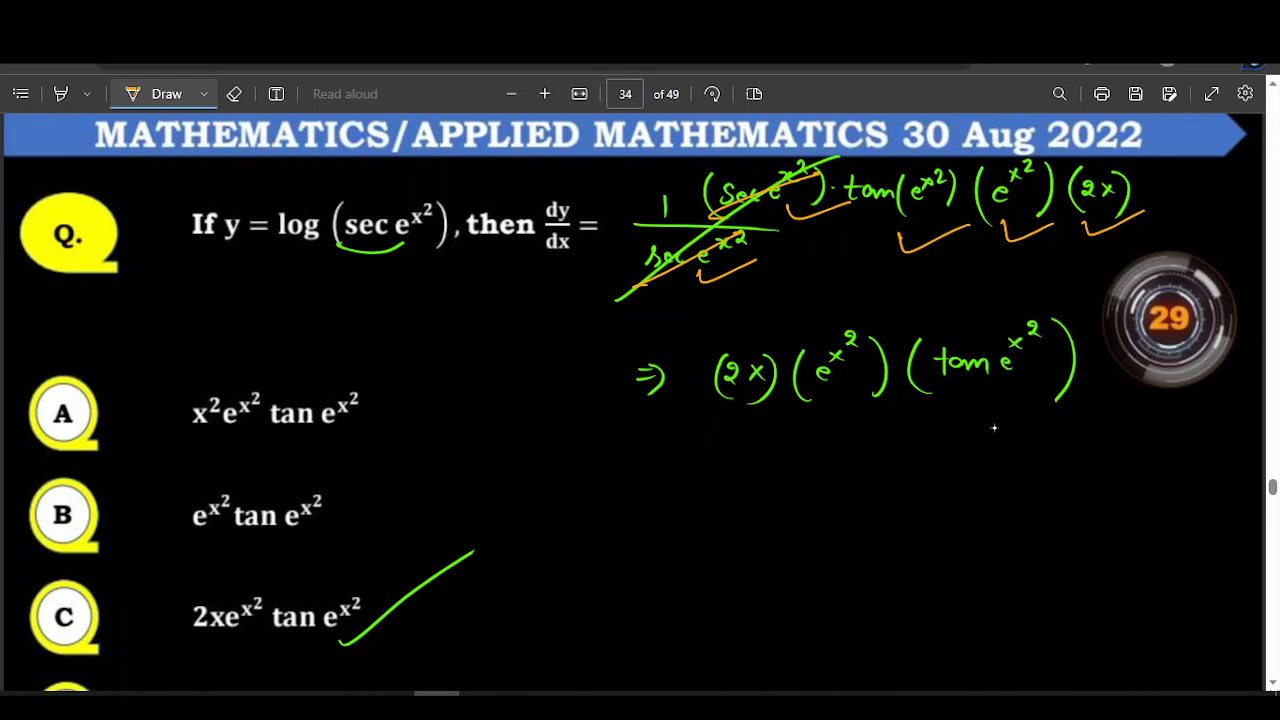 Draw
Read aloud
34 of 49
MATHEMATICS/APPLIED MATHEMATICS 30 Aug 2022
Q.
If y = log (sec e^x²), then dy/dx =
1/(sec e^x²) (sec e^x²) · tan(e^x²) (e^x²) (2x)
29
⇒ (2x) (e^x²) (tan e^x²)
A x²e^x² tan e^x²
B e^x² tan e^x²
C 2xe^x² tan e^x²